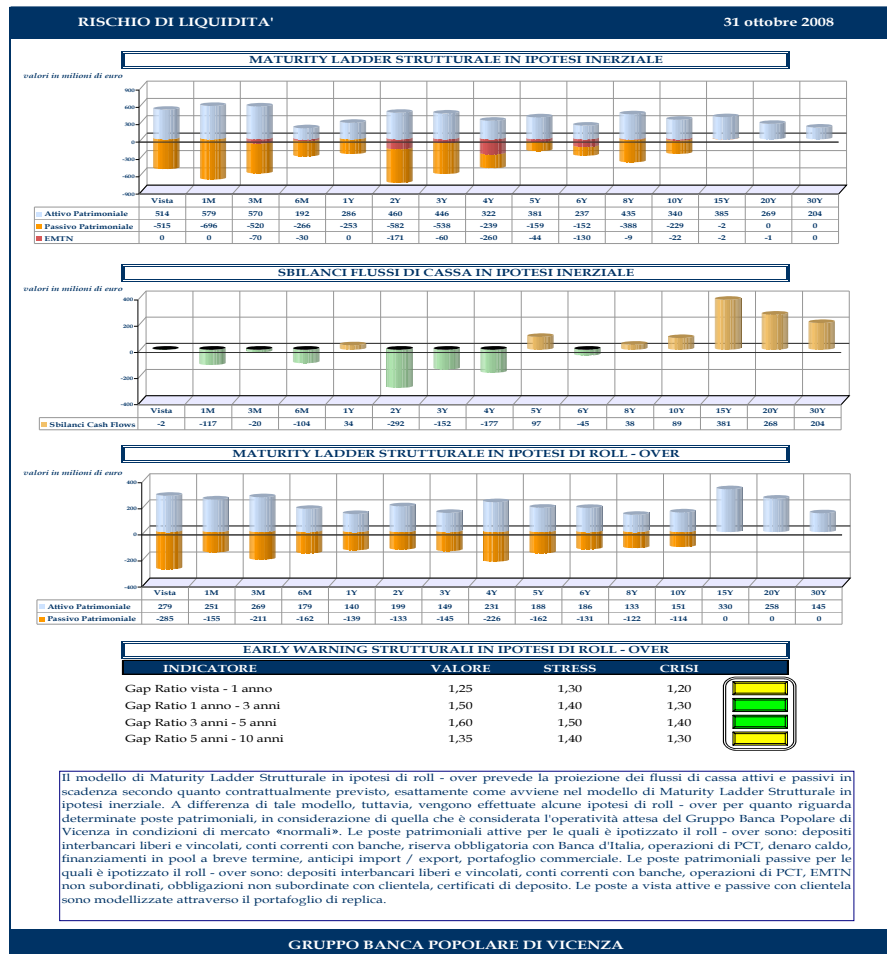 RISCHIO DI LIQUIDITA' 31 ottobre 2008
MATURITY LADDER STRUTTURALE IN IPOTESI INERZIALE
valori in milioni di euro
900
600
300
0
-300
-600
-900
Vista 1M 3M 6M 1Y 2Y 3Y 4Y 5Y 6Y 8Y 10Y 15Y 20Y 30Y
Attivo Patrimoniale 514 579 570 192 286 460 446 322 381 237 435 340 385 269 204
Passivo Patrimoniale -515 -696 -520 -266 -253 -582 -538 -239 -159 -152 -388 -229 -2 0 0
EMTN 0 0 -70 -30 0 -171 -60 -260 -44 -130 -9 -22 -2 -1 0
SBILANCI FLUSSI DI CASSA IN IPOTESI INERZIALE
valori in milioni di euro
400
200
0
-200
-400
Vista 1M 3M 6M 1Y 2Y 3Y 4Y 5Y 6Y 8Y 10Y 15Y 20Y 30Y
Sbilanci Cash Flows -2 -117 -20 -104 34 -292 -152 -177 97 -45 38 89 381 268 204
MATURITY LADDER STRUTTURALE IN IPOTESI DI ROLL - OVER
valori in milioni di euro
400
200
0
-200
-400
Vista 1M 3M 6M 1Y 2Y 3Y 4Y 5Y 6Y 8Y 10Y 15Y 20Y 30Y
Attivo Patrimoniale 279 251 269 179 140 199 149 231 188 186 133 151 330 258 145
Passivo Patrimoniale -285 -155 -211 -162 -139 -133 -145 -226 -162 -131 -122 -114 0 0 0
EARLY WARNING STRUTTURALI IN IPOTESI DI ROLL - OVER
INDICATORE VALORE STRESS CRISI
Gap Ratio vista - 1 anno 1,25 1,30 1,20
Gap Ratio 1 anno - 3 anni 1,50 1,40 1,30
Gap Ratio 3 anni - 5 anni 1,60 1,50 1,40
Gap Ratio 5 anni - 10 anni 1,35 1,40 1,30
Il modello di Maturity Ladder Strutturale in ipotesi di roll - over prevede la proiezione dei flussi di cassa attivi e passivi in
scadenza secondo quanto contrattualmente previsto, esattamente come avviene nel modello di Maturity Ladder Strutturale in
ipotesi inerziale. A differenza di tale modello, tuttavia, vengono effettuate alcune ipotesi di roll - over per quanto riguarda
determinate poste patrimoniali, in considerazione di quella che è considerata l'operatività attesa del Gruppo Banca Popolare di
Vicenza in condizioni di mercato «normali». Le poste patrimoniali attive per le quali è ipotizzato il roll - over sono: depositi
interbancari liberi e vincolati, conti correnti con banche, riserva obbligatoria con Banca d'Italia, operazioni di PCT, denaro caldo,
finanziamenti in pool a breve termine, anticipi import / export, portafoglio commerciale. Le poste patrimoniali passive per le
quali è ipotizzato il roll - over sono: depositi interbancari liberi e vincolati, conti correnti con banche, operazioni di PCT, EMTN
non subordinati, obbligazioni non subordinate con clientela, certificati di deposito. Le poste a vista attive e passive con clientela
sono modellizzate attraverso il portafoglio di replica.
GRUPPO BANCA POPOLARE DI VICENZA